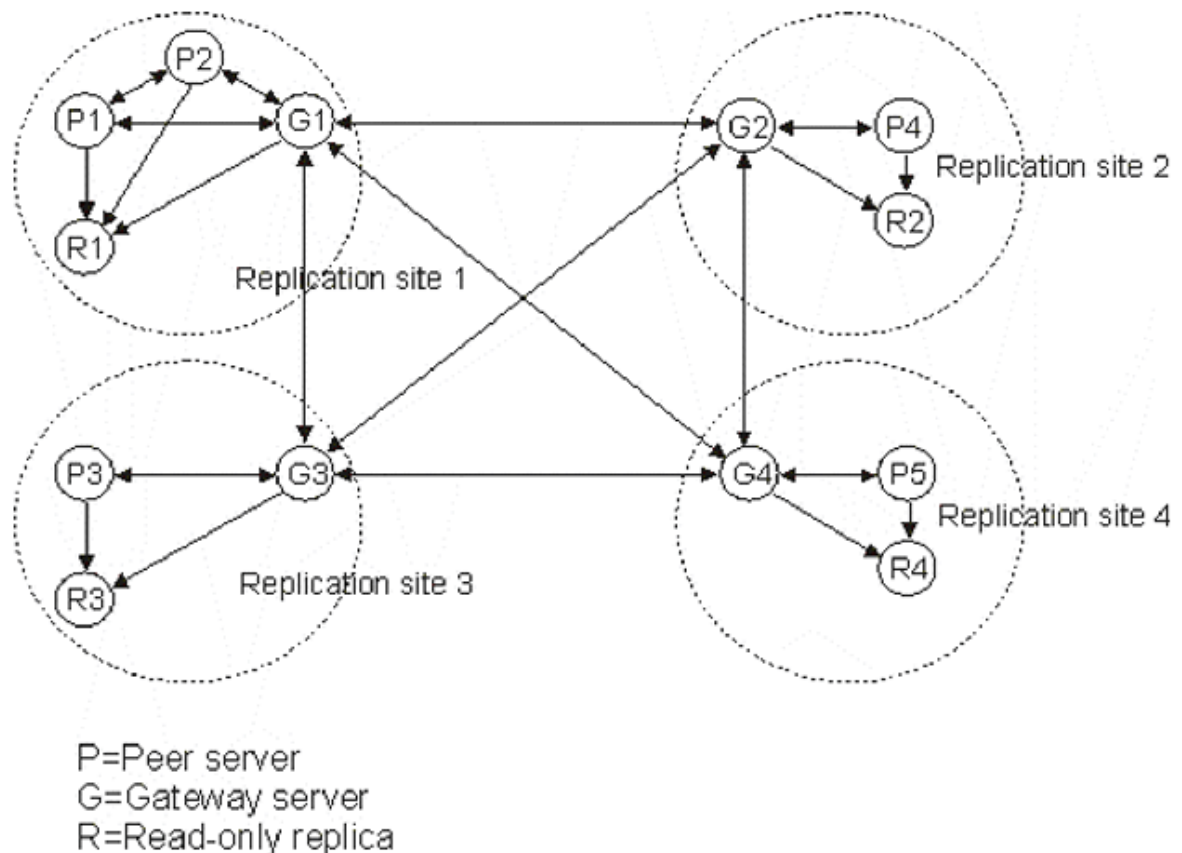 P2
P1
G1
R1
Replication site 1
G2
P4
Replication site 2
R2
P3
G3
R3
Replication site 3
G4
P5
Replication site 4
R4
P=Peer server
G=Gateway server
R=Read-only replica